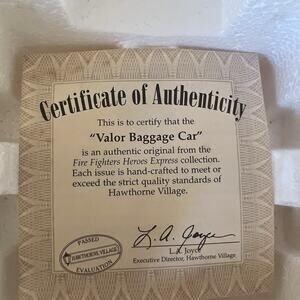 Certificate of Authenticity
This is to certify that the
"Valor Baggage Car"
is an authentic original from the
Fire Fighters Heroes Express collection.
Each issue is hand-crafted to meet or
exceed the strict quality standards of
Hawthorne Village.
L. A. Joyce
L.A. Joyce
Executive Director, Hawthorne Village
PASSED
HAWTHORNE VILLAGE
EVALUATION